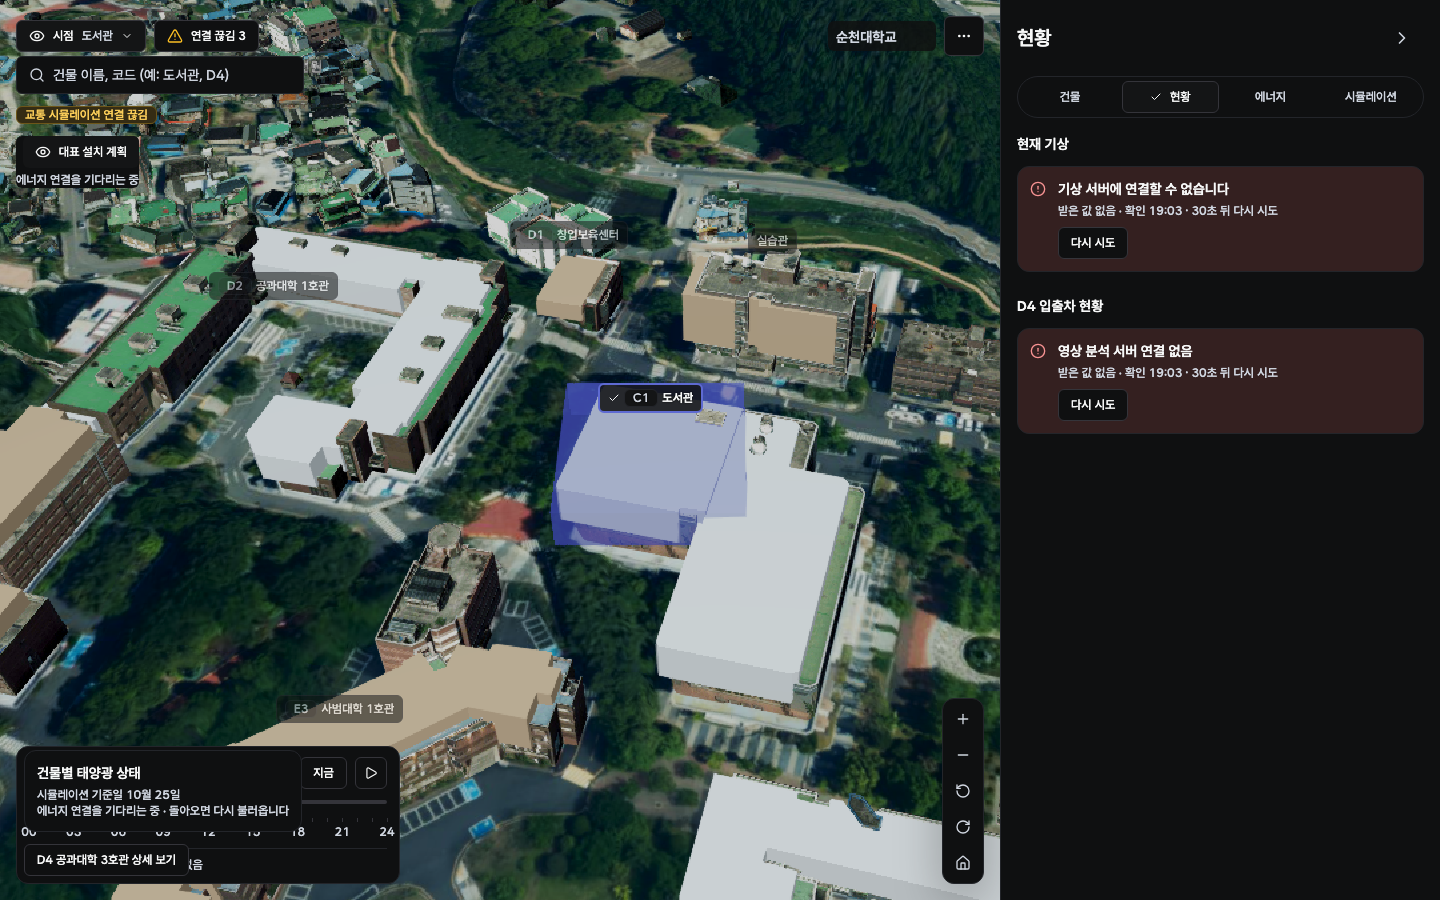 시점 도서관
연결 끊김 3
순천대학교
건물 이름, 코드 (예: 도서관, D4)
교통 시뮬레이션 연결 끊김
대표 설치 계획
에너지 연결을 기다리는 중
D1 창업보육센터
실습관
D2 공과대학 1호관
C1 도서관
E3 사범대학 1호관
건물별 태양광 상태
시뮬레이션 기준일 10월 25일
에너지 연결을 기다리는 중 · 돌아오면 다시 불러옵니다
지금
00 03 06 09 12 15 18 21 24
D4 공과대학 3호관 상세 보기
없음
현황
건물 현황 에너지 시뮬레이션
현재 기상
기상 서버에 연결할 수 없습니다
받은 값 없음 · 확인 19:03 · 30초 뒤 다시 시도
다시 시도
D4 입출차 현황
영상 분석 서버 연결 없음
받은 값 없음 · 확인 19:03 · 30초 뒤 다시 시도
다시 시도